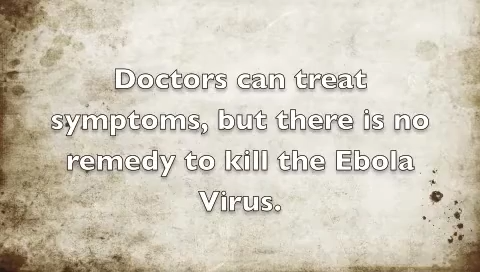 Doctors can treat
symptoms, but there is no
remedy to kill the Ebola
Virus.